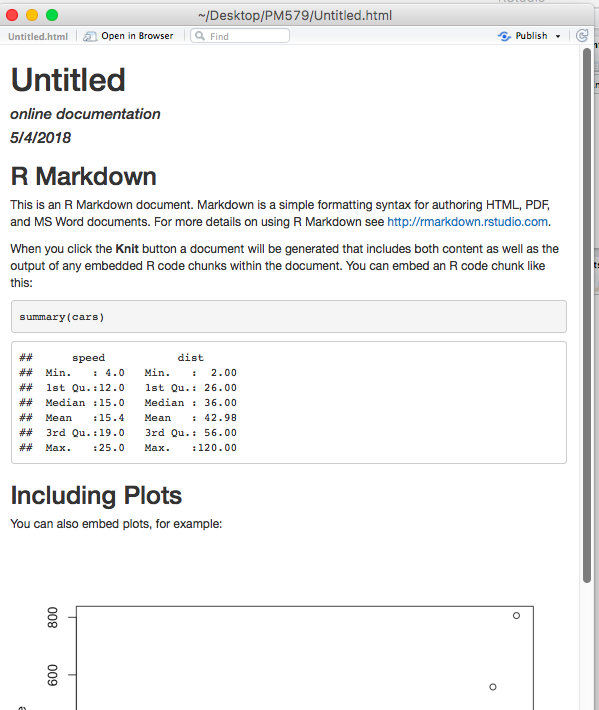 ~/Desktop/PM579/Untitled.html
Untitled.html Open in Browser Find Publish
Untitled
online documentation
5/4/2018
R Markdown
This is an R Markdown document. Markdown is a simple formatting syntax for authoring HTML, PDF,
and MS Word documents. For more details on using R Markdown see http://rmarkdown.rstudio.com.
When you click the Knit button a document will be generated that includes both content as well as the
output of any embedded R code chunks within the document. You can embed an R code chunk like
this:
summary(cars)
##      speed           dist
##  Min.   : 4.0   Min.   :  2.00
##  1st Qu.:12.0   1st Qu.: 26.00
##  Median :15.0   Median : 36.00
##  Mean   :15.4   Mean   : 42.98
##  3rd Qu.:19.0   3rd Qu.: 56.00
##  Max.   :25.0   Max.   :120.00
Including Plots
You can also embed plots, for example:
800
600